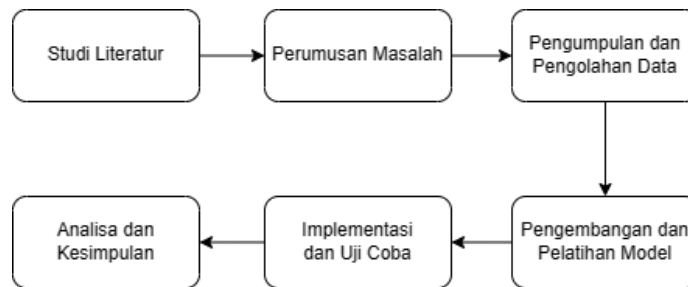 Studi Literatur
Perumusan Masalah
Pengumpulan dan
Pengolahan Data
Pengembangan dan
Pelatihan Model
Implementasi
dan Uji Coba
Analisa dan
Kesimpulan